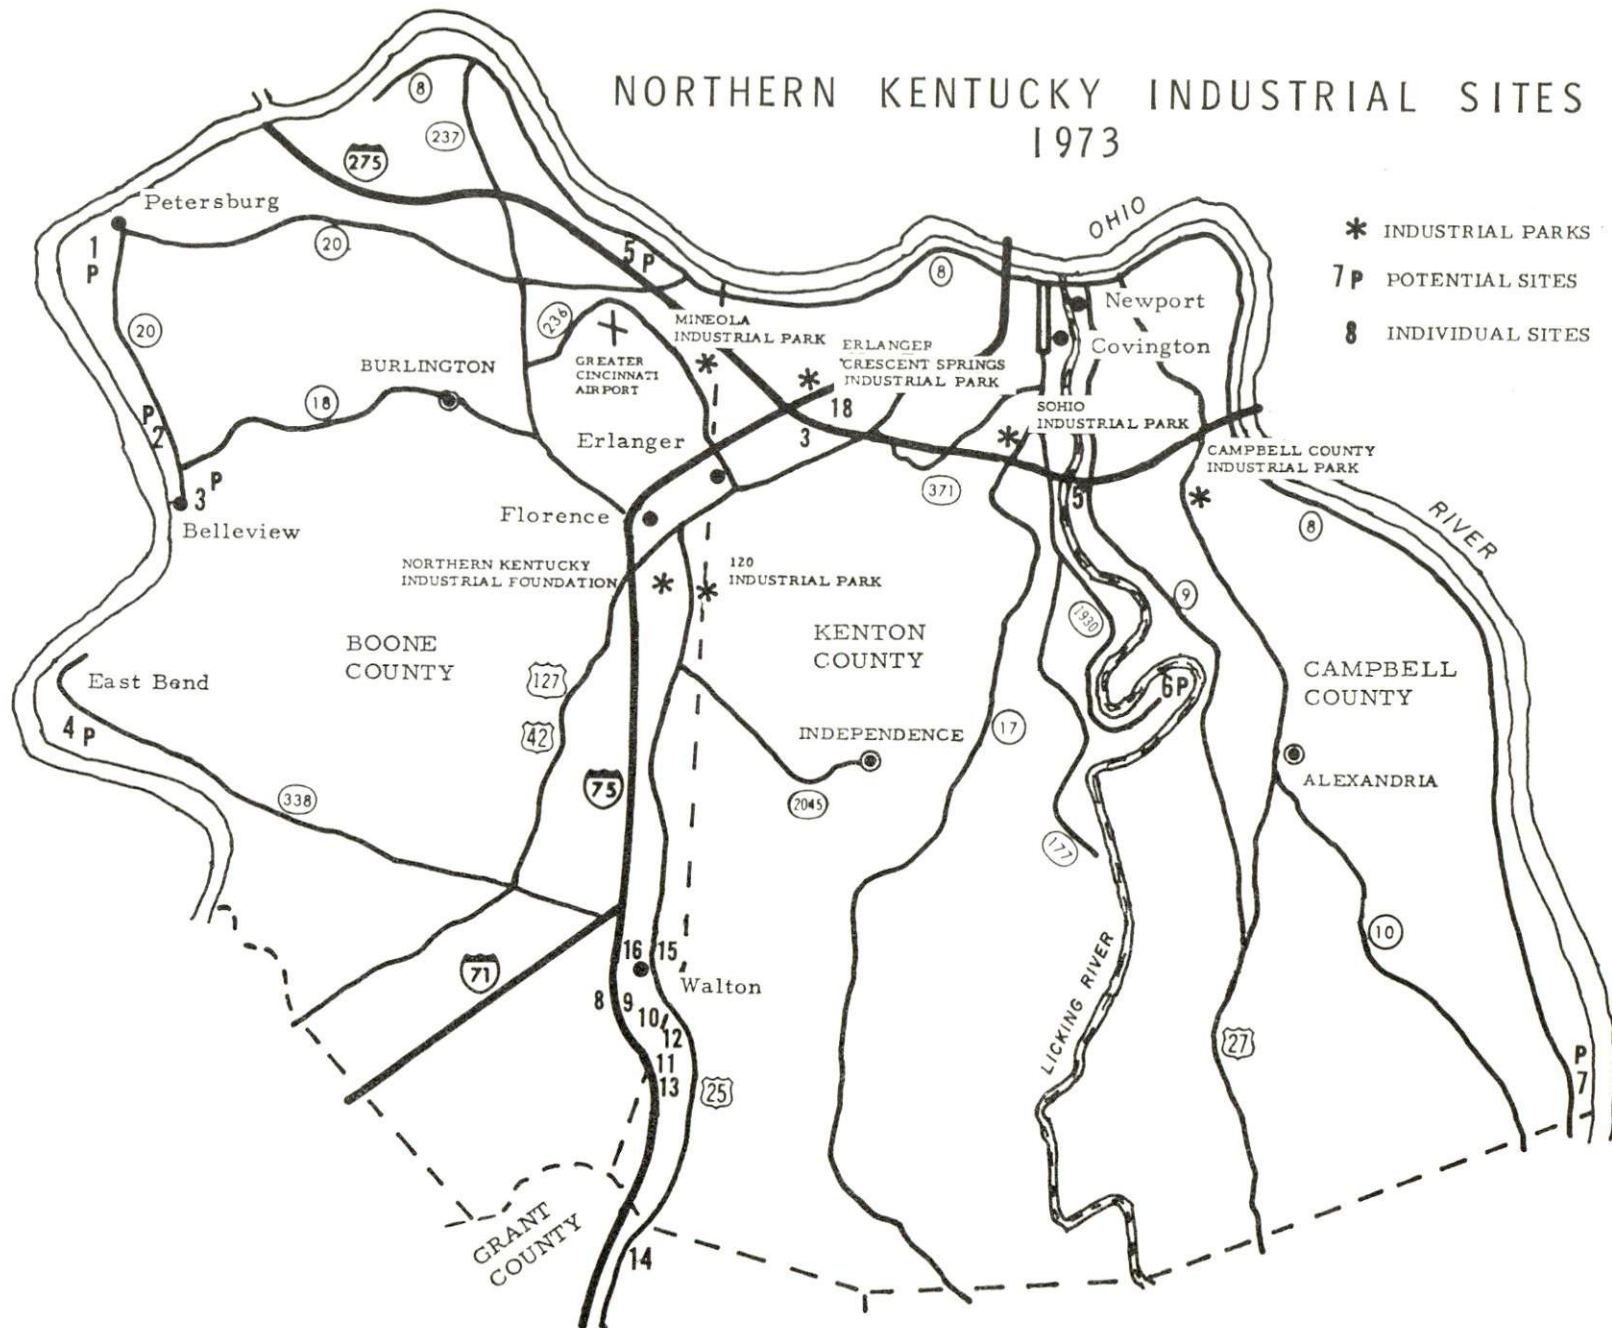 NORTHERN KENTUCKY INDUSTRIAL SITES
1973
* INDUSTRIAL PARKS
7P POTENTIAL SITES
8 INDIVIDUAL SITES
8
237
275
Petersburg
1
P
20
5P
OHIO
8
20
236
MINEOLA
INDUSTRIAL PARK
Newport
Covington
BURLINGTON
GREATER
CINCINNATI
AIRPORT
ERLANGER
CRESCENT SPRINGS
INDUSTRIAL PARK
18
P
2
Erlanger
18
3
SOHIO
INDUSTRIAL PARK
CAMPBELL COUNTY
INDUSTRIAL PARK
3P
Belleview
Florence
371
5
8
RIVER
NORTHERN KENTUCKY
INDUSTRIAL FOUNDATION
120
INDUSTRIAL PARK
9
1930
BOONE
COUNTY
KENTON
COUNTY
CAMPBELL
COUNTY
East Bend
127
6P
4P
42
INDEPENDENCE
17
ALEXANDRIA
75
338
2045
177
10
16
15
71
Walton
8
9
10
12
11
13
25
LICKING RIVER
27
P
7
GRANT
COUNTY
14